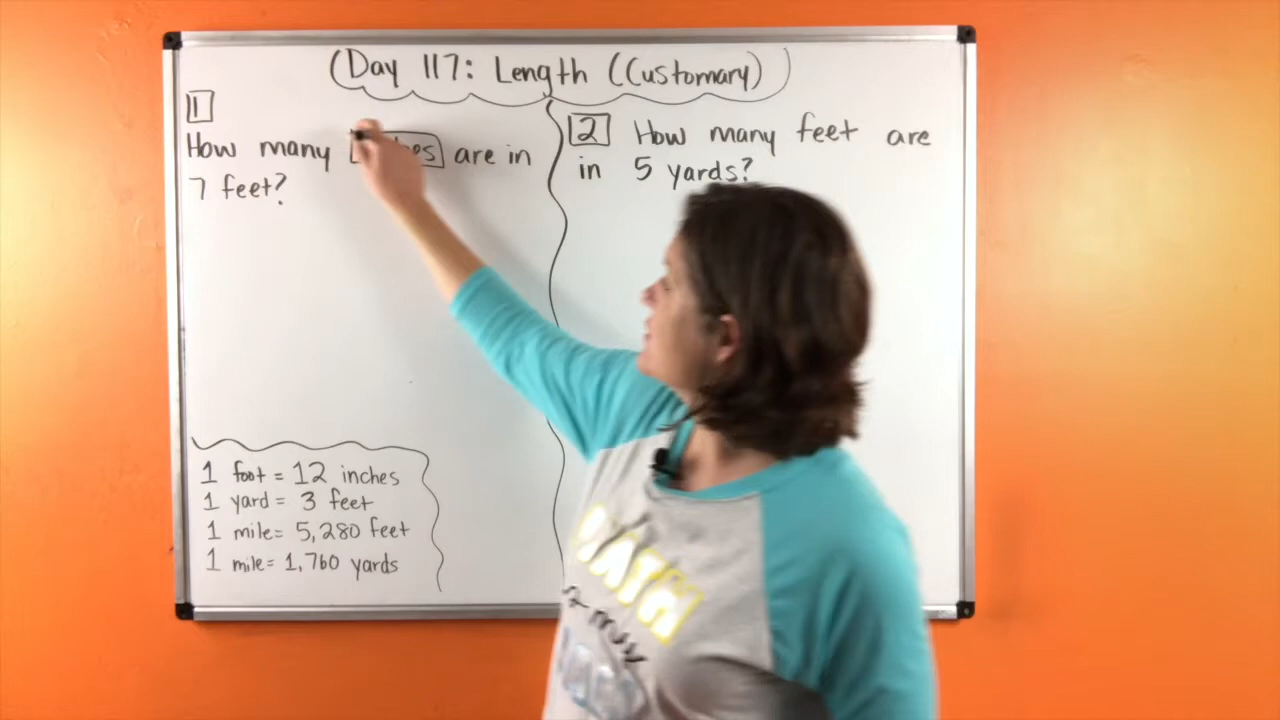 Day 117: Length (Customary)
1
How many are in
7 feet?
2 How many feet are
in 5 yards?
1 foot = 12 inches
1 yard = 3 feet
1 mile = 5,280 feet
1 mile = 1,760 yards
MATH